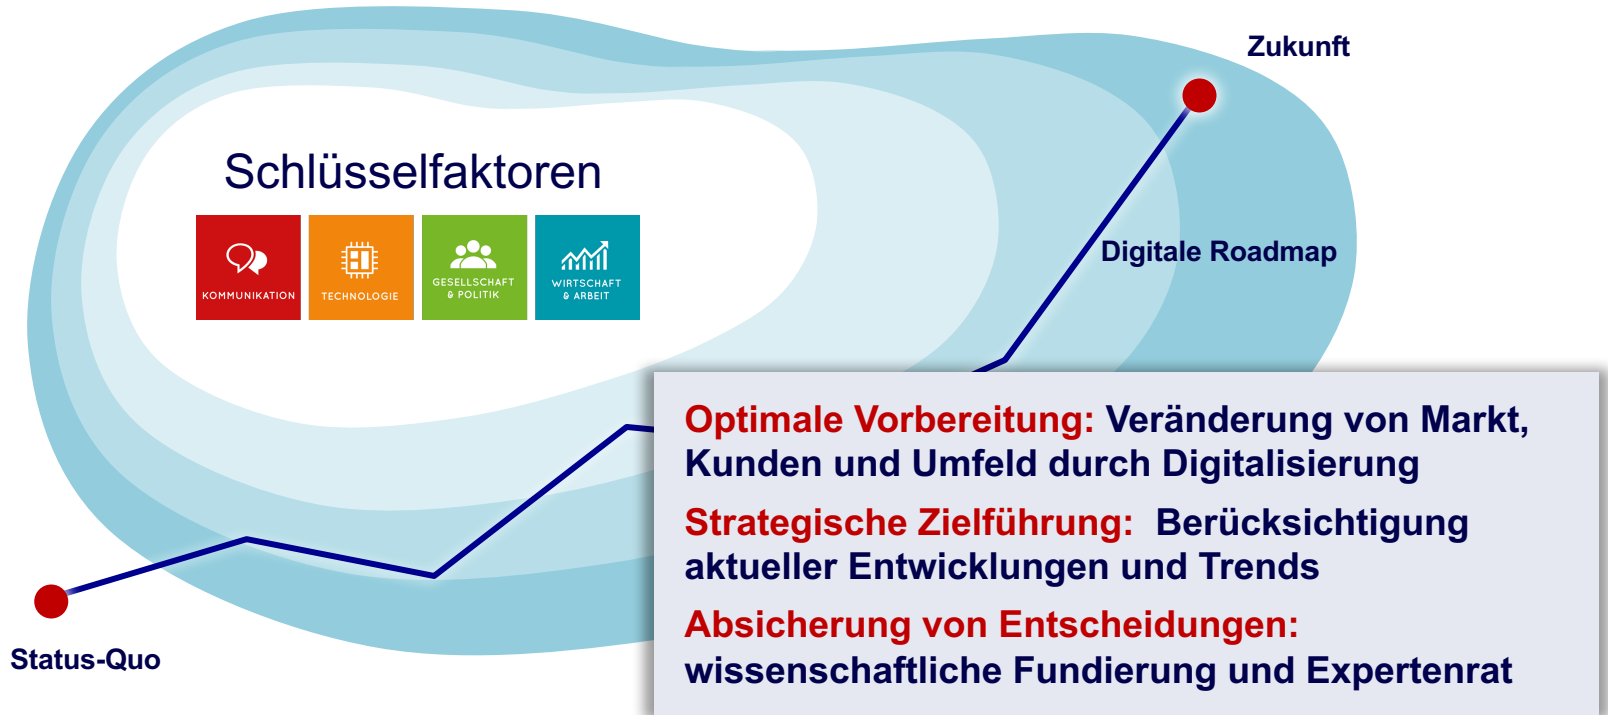 Zukunft
Schlüsselfaktoren
KOMMUNIKATION
TECHNOLOGIE
GESELLSCHAFT
& POLITIK
WIRTSCHAFT
& ARBEIT
Digitale Roadmap
Optimale Vorbereitung: Veränderung von Markt,
Kunden und Umfeld durch Digitalisierung
Strategische Zielführung: Berücksichtigung
aktueller Entwicklungen und Trends
Absicherung von Entscheidungen:
wissenschaftliche Fundierung und Expertenrat
Status-Quo